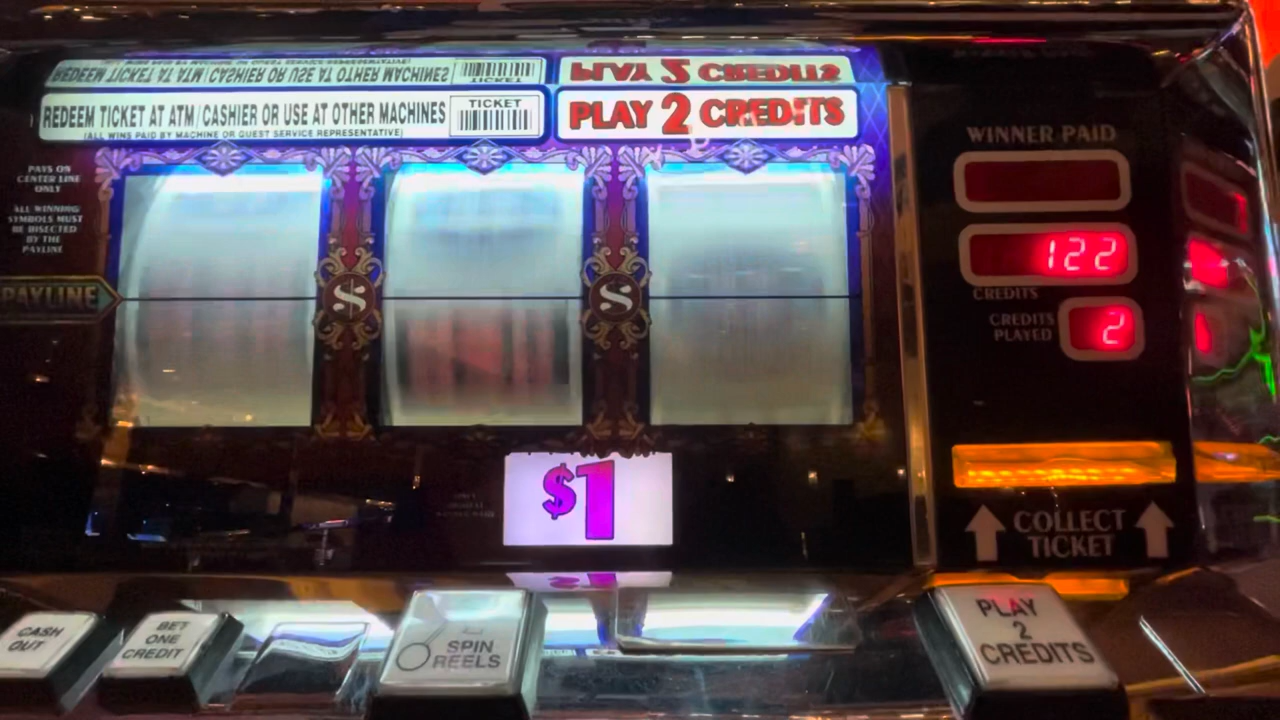 REDEEM TICKET AT ATM/CASHIER OR USE AT OTHER MACHINES
TICKET
(ALL WINS PAID BY MACHINE OR GUEST SERVICE REPRESENTATIVE)
PLAY 2 CREDITS
PAYS ON
CENTER LINE
ONLY
ALL WINNING
SYMBOLS MUST
BE BISECTED
BY THE
PAYLINE
PAYLINE
$
$
WINNER PAID
122
CREDITS
CREDITS
PLAYED
2
$1
COLLECT
TICKET
CASH
OUT
BET
ONE
CREDIT
SPIN
REELS
PLAY
2
CREDITS